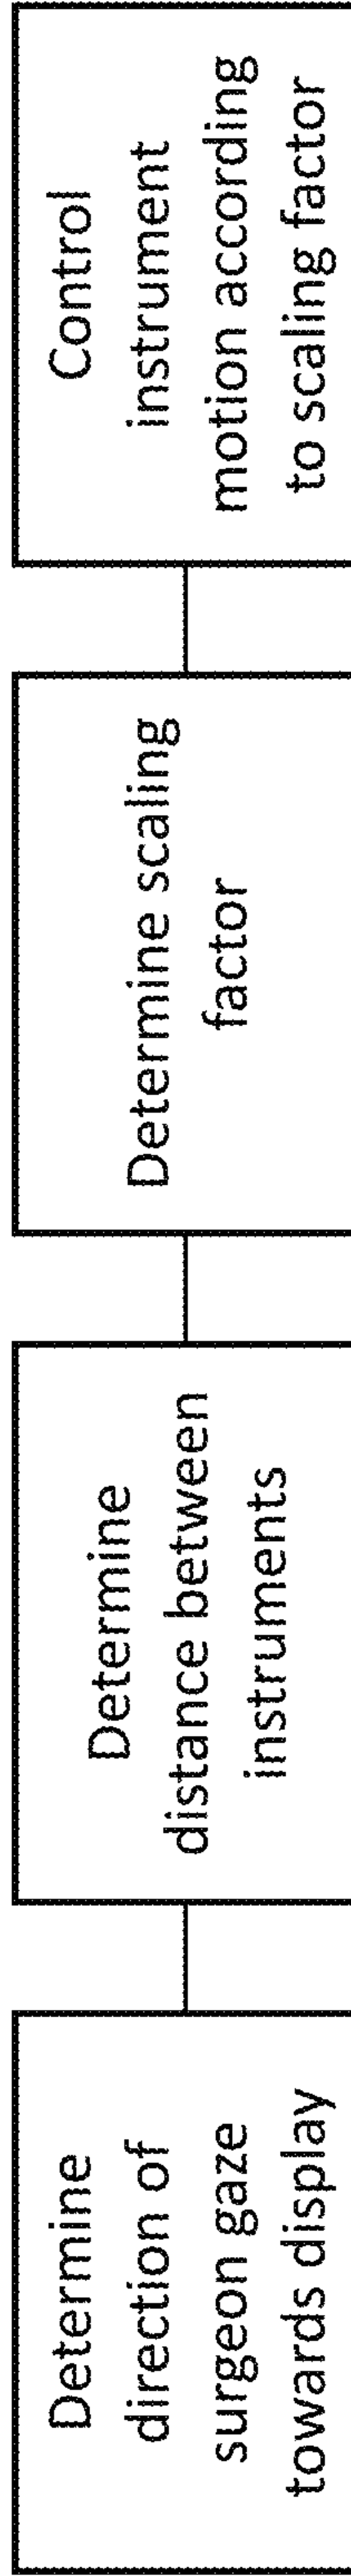 Determine
direction of
surgeon gaze
towards display
Determine
distance between
instruments
Determine scaling
factor
Control
instrument
motion according
to scaling factor